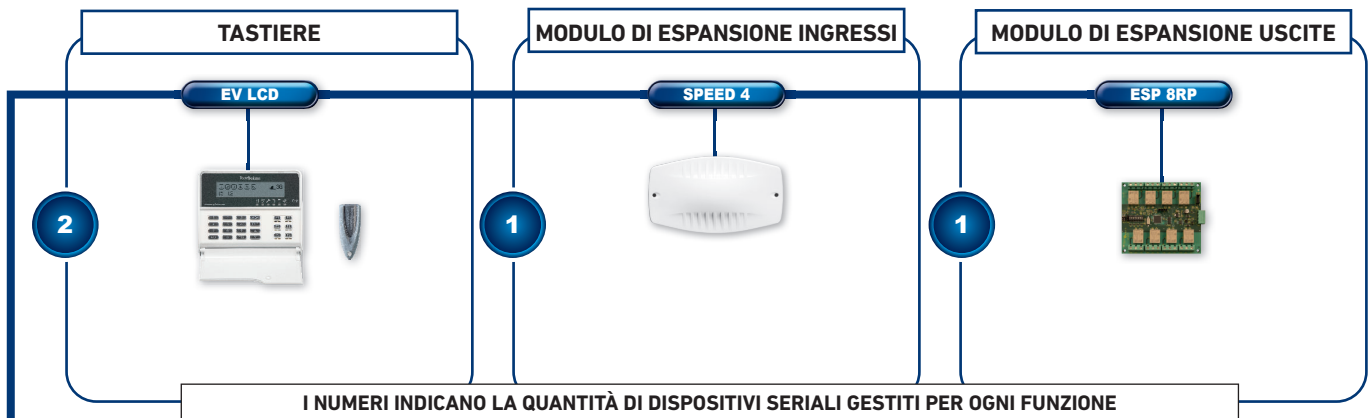 TASTIERE
MODULO DI ESPANSIONE INGRESSI
MODULO DI ESPANSIONE USCITE
EV LCD
SPEED 4
ESP 8RP
2
1
1
I NUMERI INDICANO LA QUANTITÀ DI DISPOSITIVI SERIALI GESTITI PER OGNI FUNZIONE